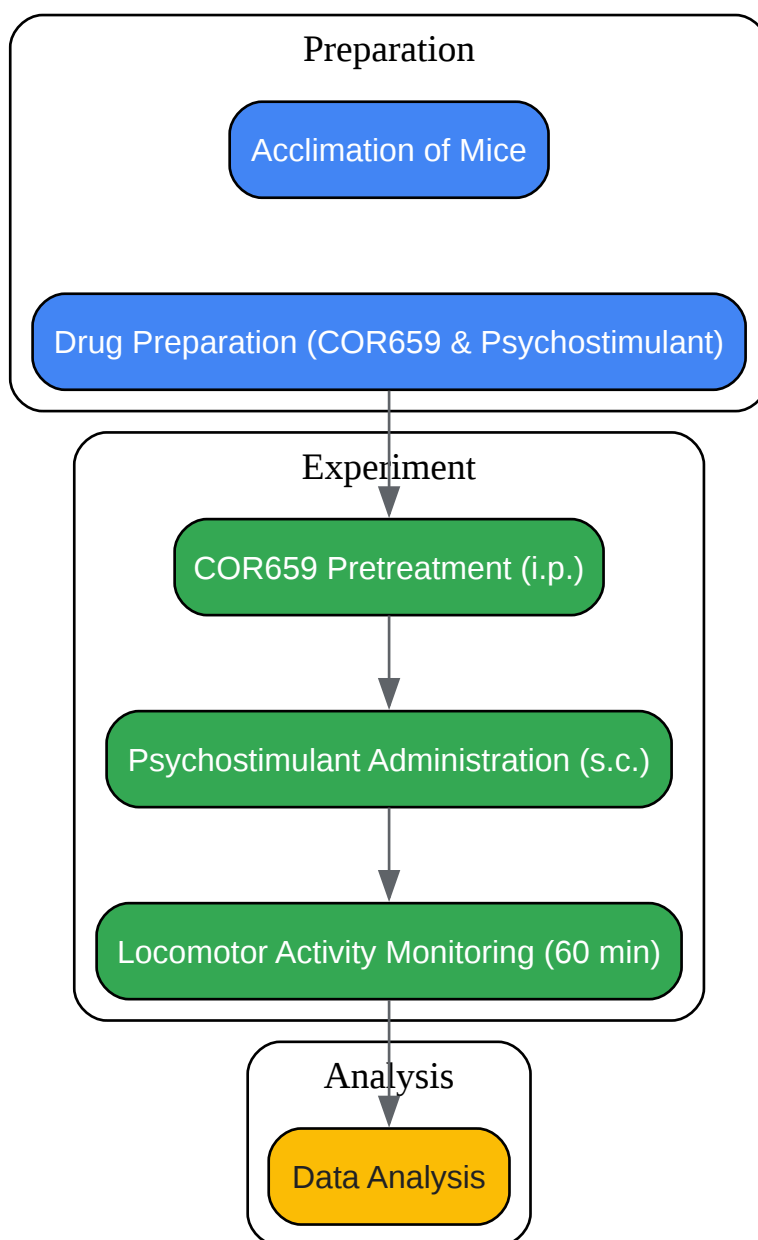 Preparation
Acclimation of Mice
Drug Preparation (COR659 & Psychostimulant)
Experiment
COR659 Pretreatment (i.p.)
Psychostimulant Administration (s.c.)
Locomotor Activity Monitoring (60 min)
Analysis
Data Analysis